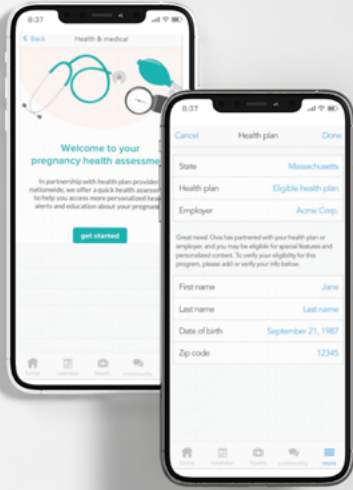 8:37
Back
Health & medical
Welcome to your
pregnancy health assessme
In partnership with health plan provider
nationwide, we offer a quick health assess
to help you access more personalized hea
alerts and education about your pregnan
get started
home
calendar
health
community
8:37
Cancel
Health plan
Done
State
Massachusetts
Health plan
Eligible health plan
Employer
Acme Corp.
Great news! Ovia has partnered with your health plan or
employer, and you may be eligible for special features and
personalized content. To verify your eligibility for this
program, please add or verify your info below.
First name
Jane
Last name
Last name
Date of birth
September 21, 1987
Zip code
12345
home
calendar
health
community
more